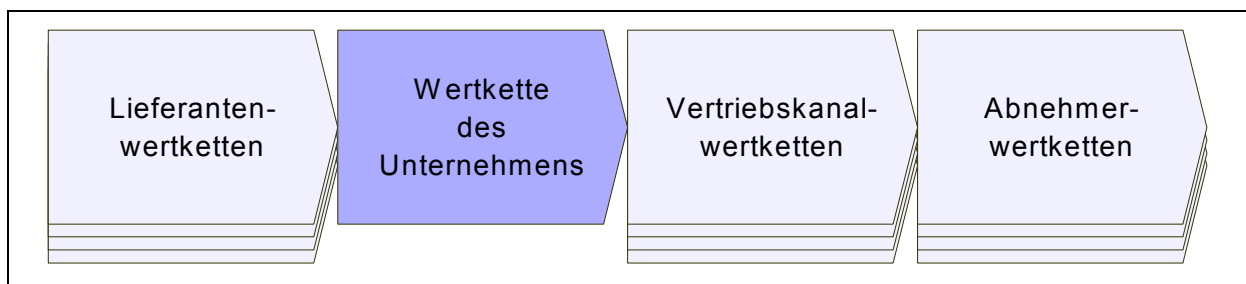 Lieferanten-
wertketten
Wertkette
des
Unternehmens
Vertriebskanal-
wertketten
Abnehmer-
wertketten